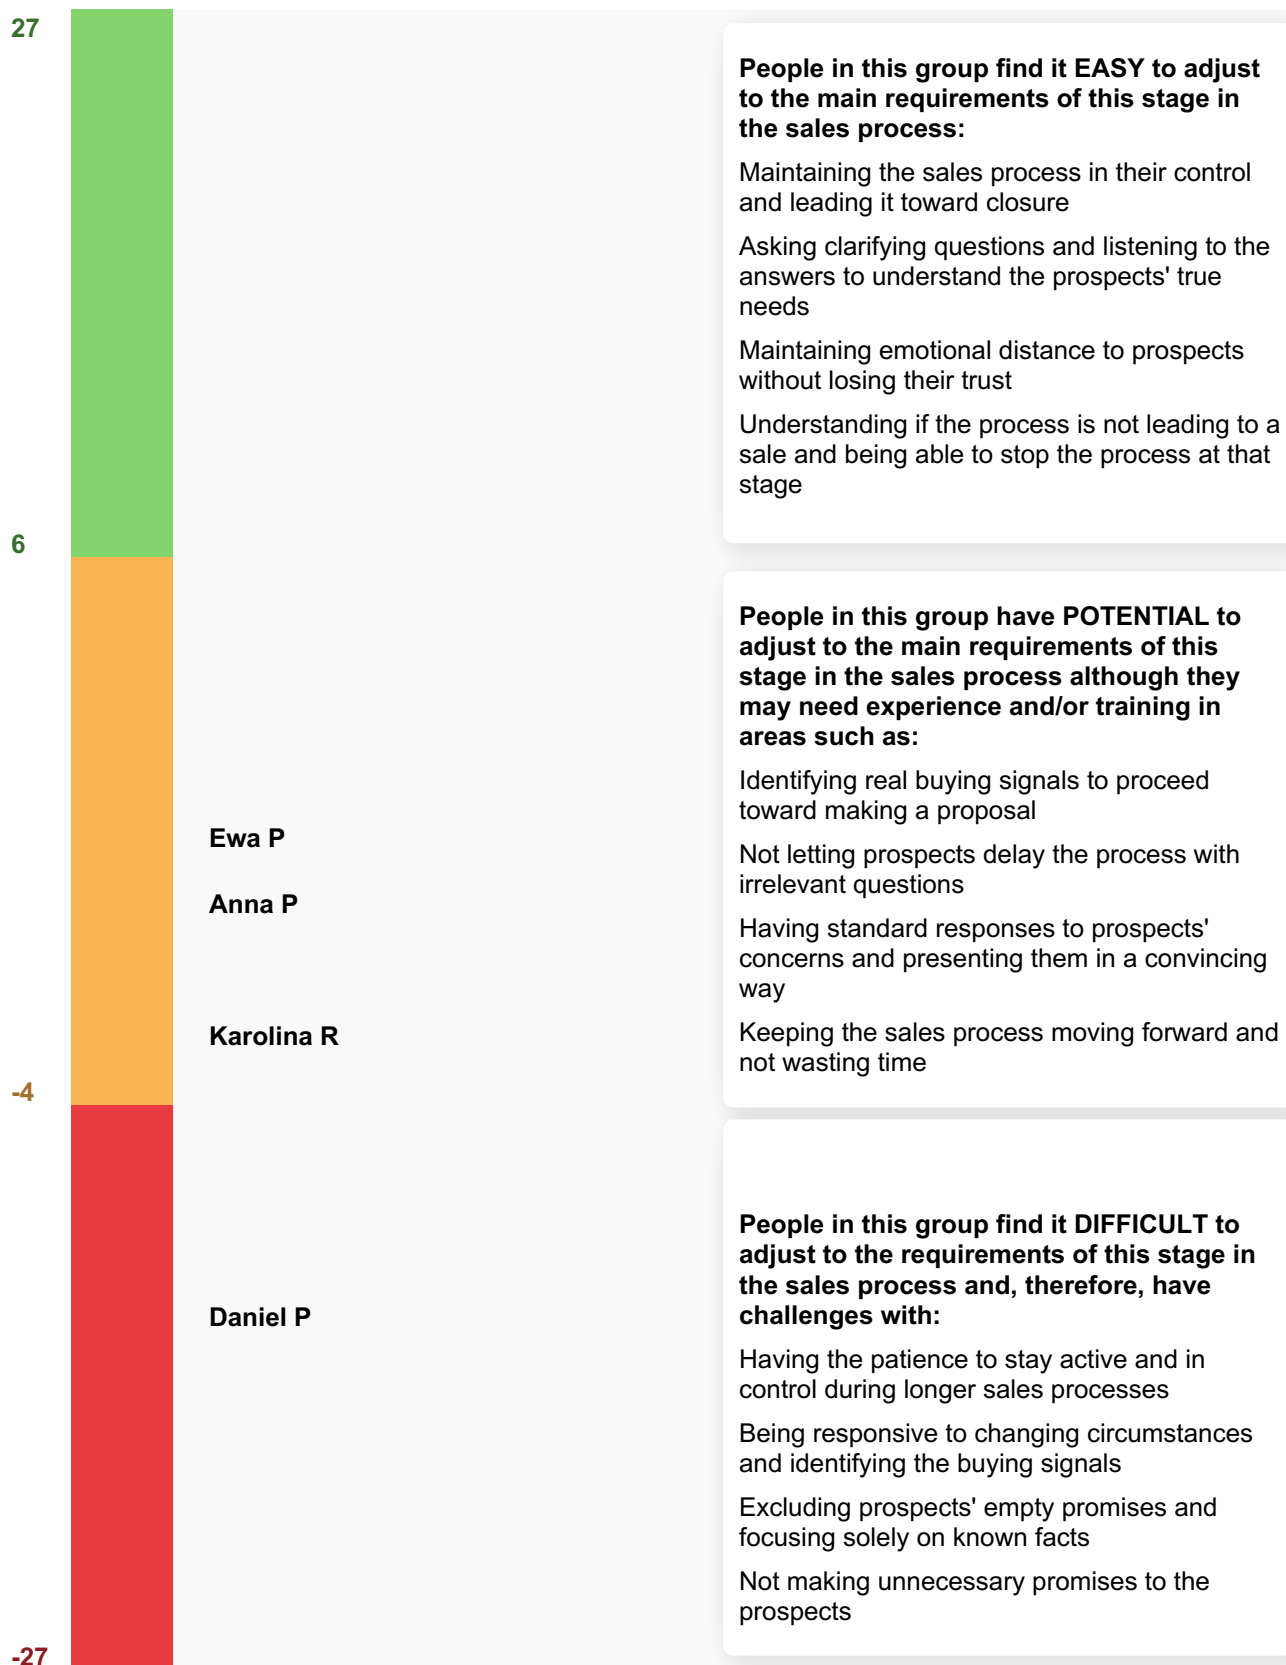 27
People in this group find it EASY to adjust
to the main requirements of this stage in
the sales process:
Maintaining the sales process in their control
and leading it toward closure
Asking clarifying questions and listening to the
answers to understand the prospects' true
needs
Maintaining emotional distance to prospects
without losing their trust
Understanding if the process is not leading to a
sale and being able to stop the process at that
stage
6
People in this group have POTENTIAL to
adjust to the main requirements of this
stage in the sales process although they
may need experience and/or training in
areas such as:
Identifying real buying signals to proceed
toward making a proposal
Not letting prospects delay the process with
irrelevant questions
Having standard responses to prospects'
concerns and presenting them in a convincing
way
Keeping the sales process moving forward and
not wasting time
Ewa P
Anna P
Karolina R
-4
People in this group find it DIFFICULT to
adjust to the requirements of this stage in
the sales process and, therefore, have
challenges with:
Having the patience to stay active and in
control during longer sales processes
Being responsive to changing circumstances
and identifying the buying signals
Excluding prospects' empty promises and
focusing solely on known facts
Not making unnecessary promises to the
prospects
Daniel P
-27